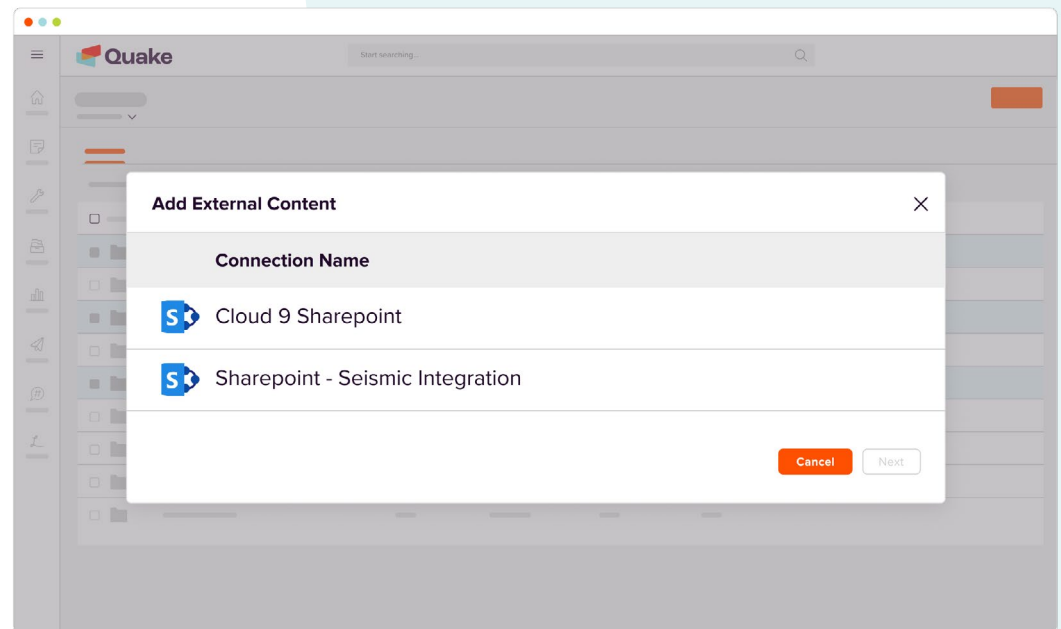 Quake
Start searching...
Add External Content
Connection Name
S Cloud 9 Sharepoint
S Sharepoint - Seismic Integration
Cancel Next